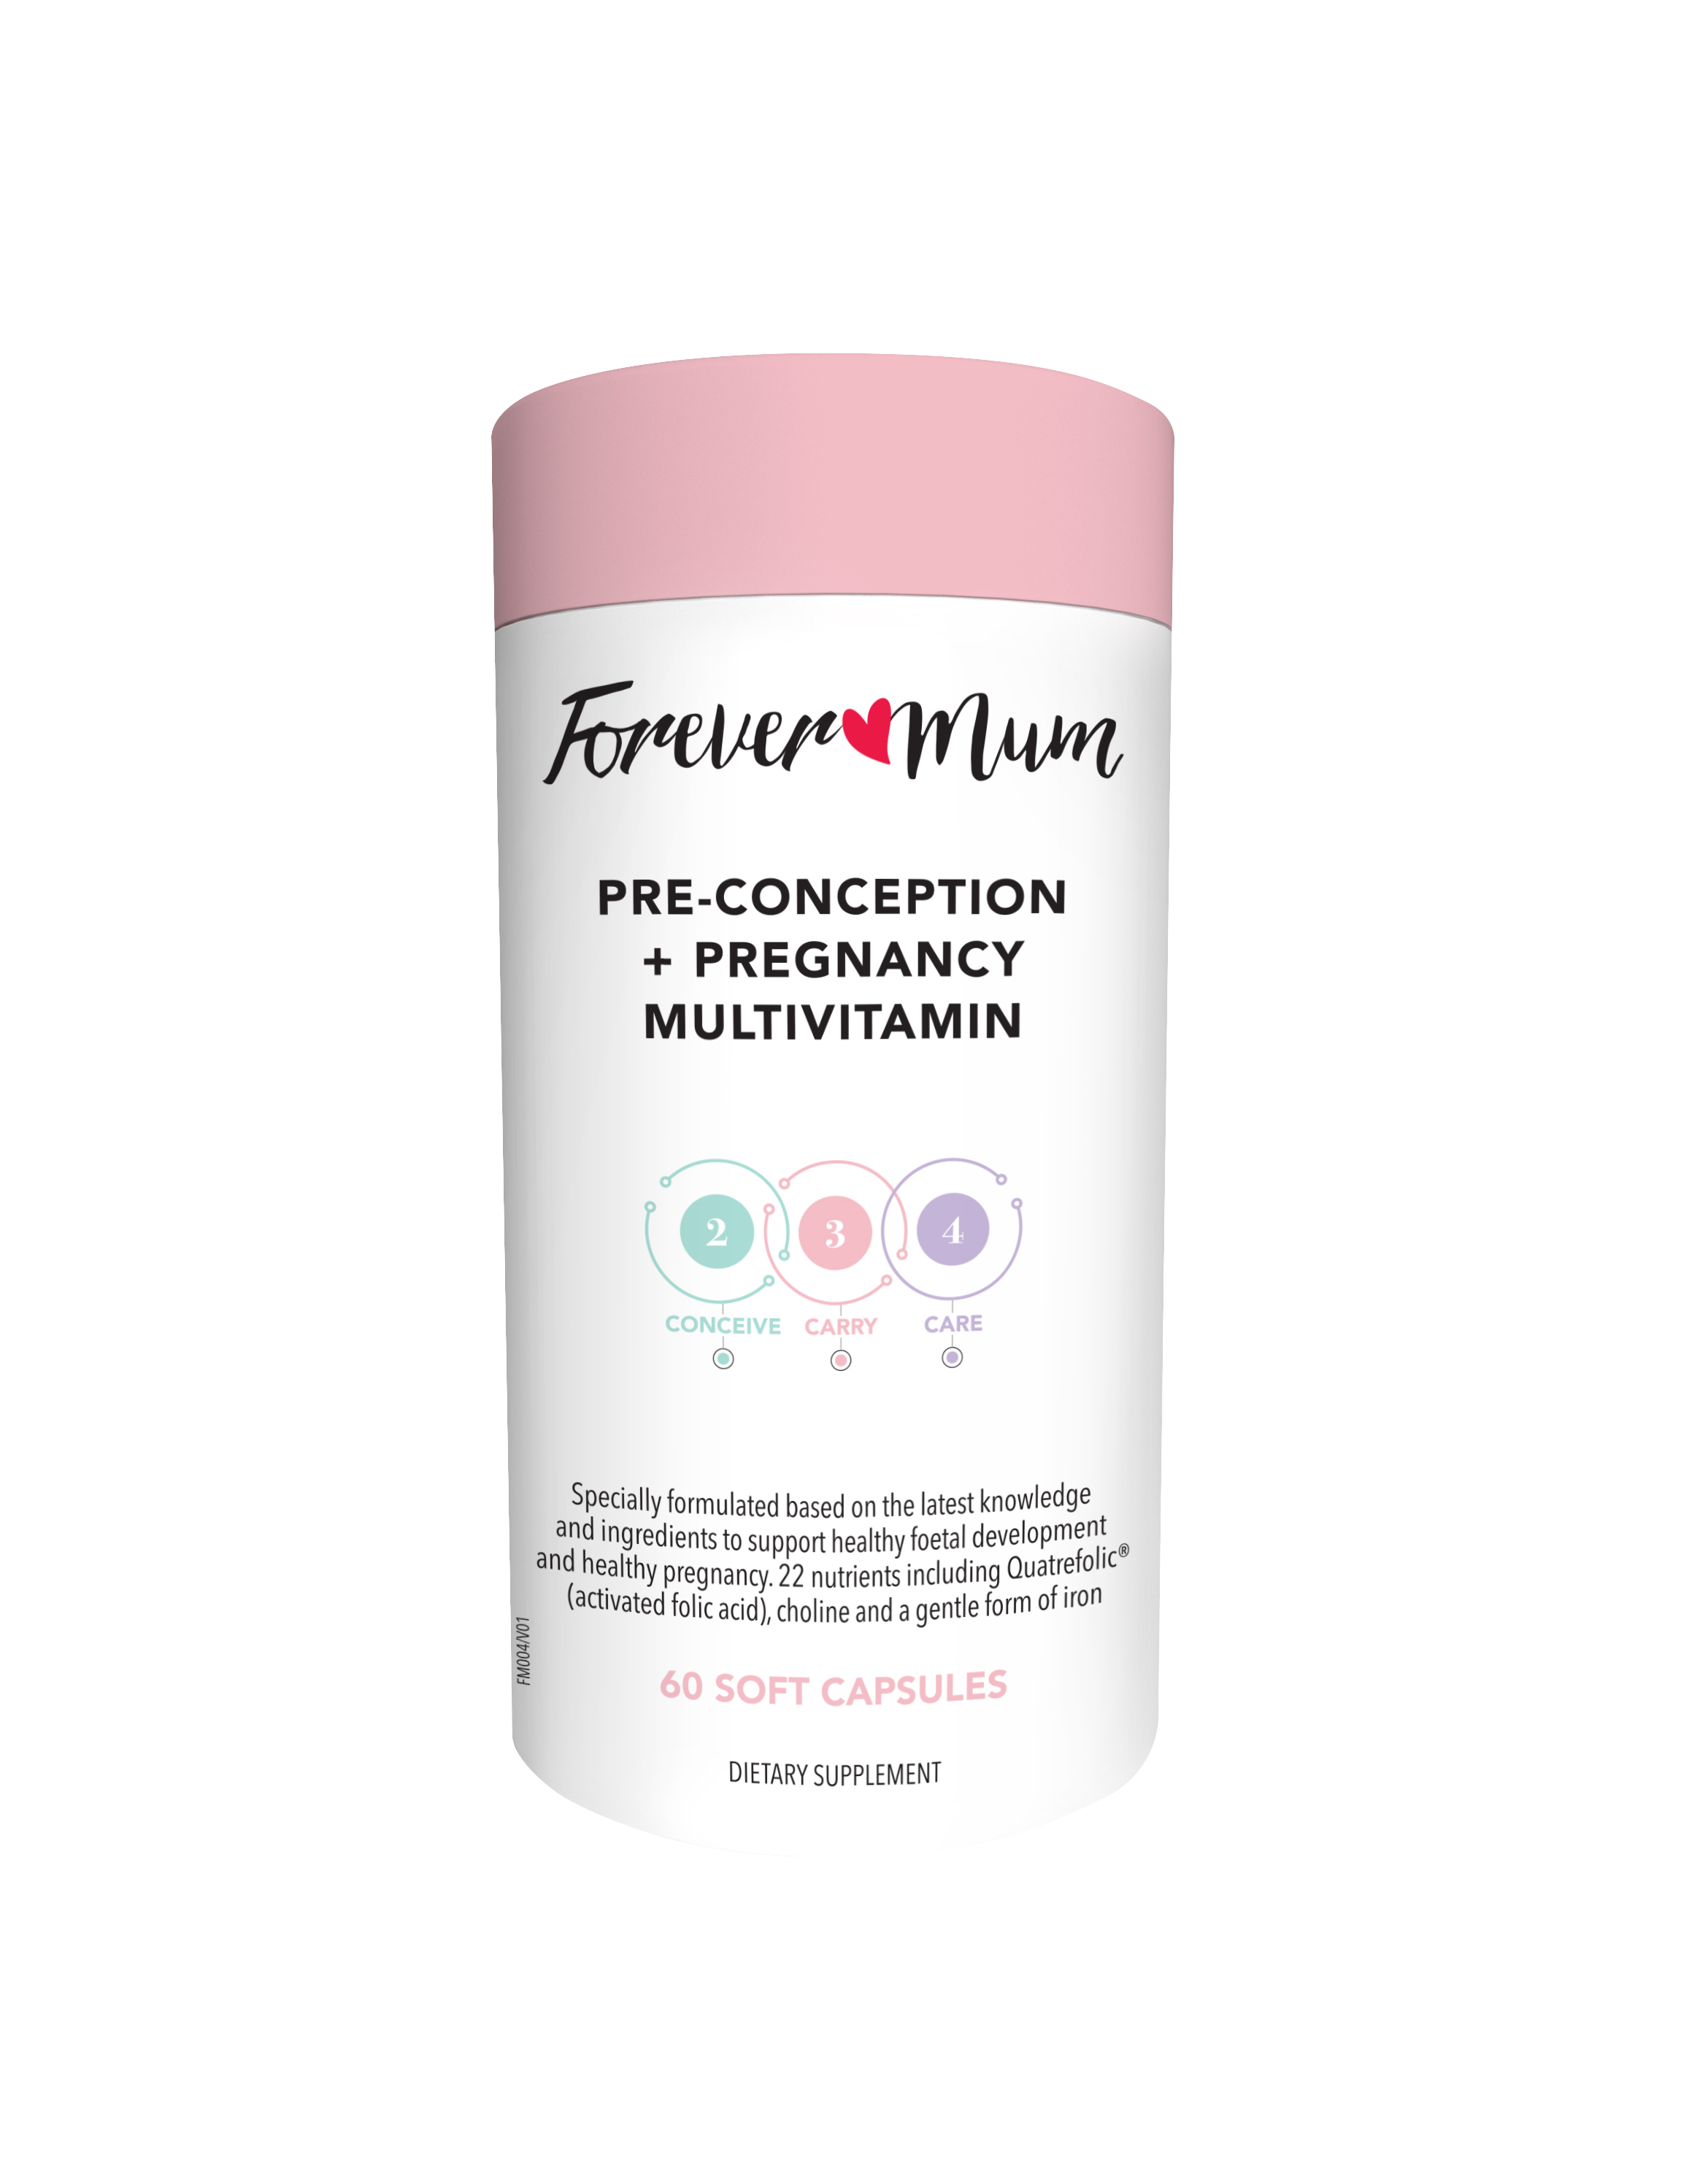 Forever Mum
PRE-CONCEPTION
+ PREGNANCY
MULTIVITAMIN
2 3 4
CONCEIVE CARRY CARE
Specially formulated based on the latest knowledge
and ingredients to support healthy foetal development
and healthy pregnancy. 22 nutrients including Quatrefolic®
(activated folic acid), choline and a gentle form of iron
FM004/V01
60 SOFT CAPSULES
DIETARY SUPPLEMENT